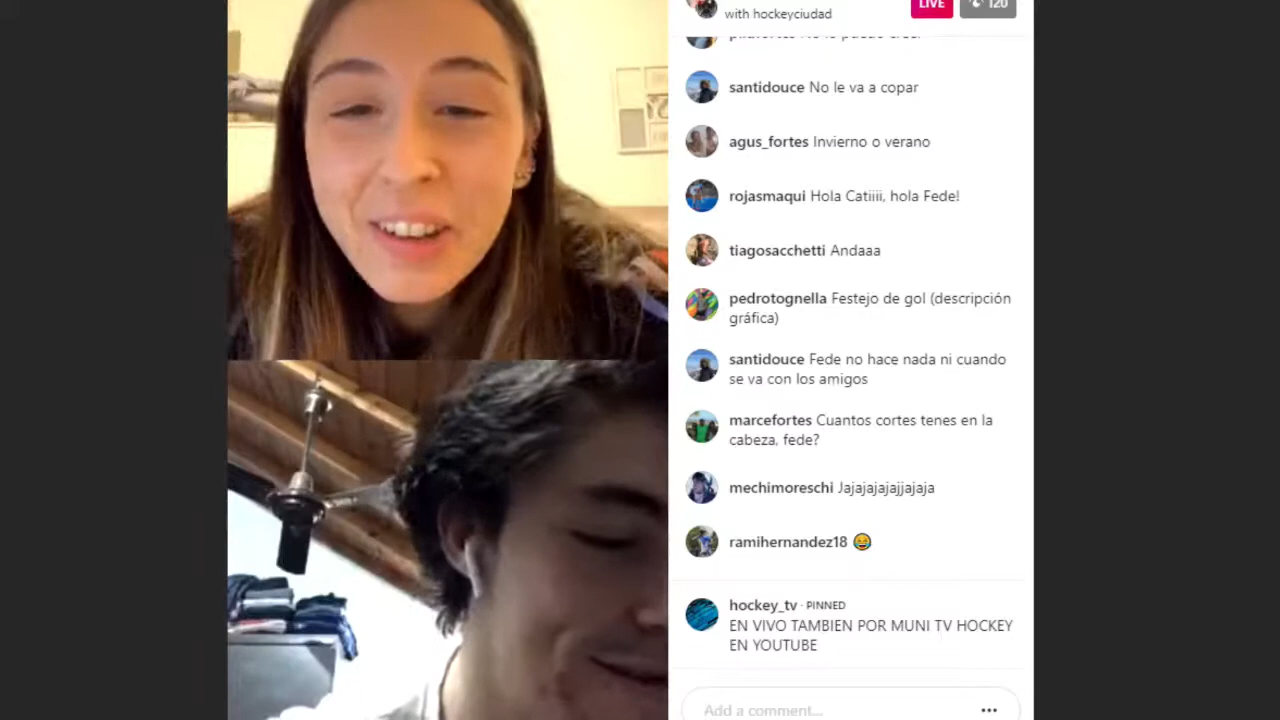 with hockeyciudad
LIVE
120
santidouce No le va a copar
agus_fortes Invierno o verano
rojasmaqui Hola Catiiii, hola Fede!
tiagosacchetti Andaaa
pedrotognella Festejo de gol (descripción
gráfica)
santidouce Fede no hace nada ni cuando
se va con los amigos
marcefortes Cuantos cortes tenes en la
cabeza, fede?
mechimoreschi Jajajajajajjajaja
ramihernandez18 😂
hockey_tv · PINNED
EN VIVO TAMBIEN POR MUNI TV HOCKEY
EN YOUTUBE
Add a comment...